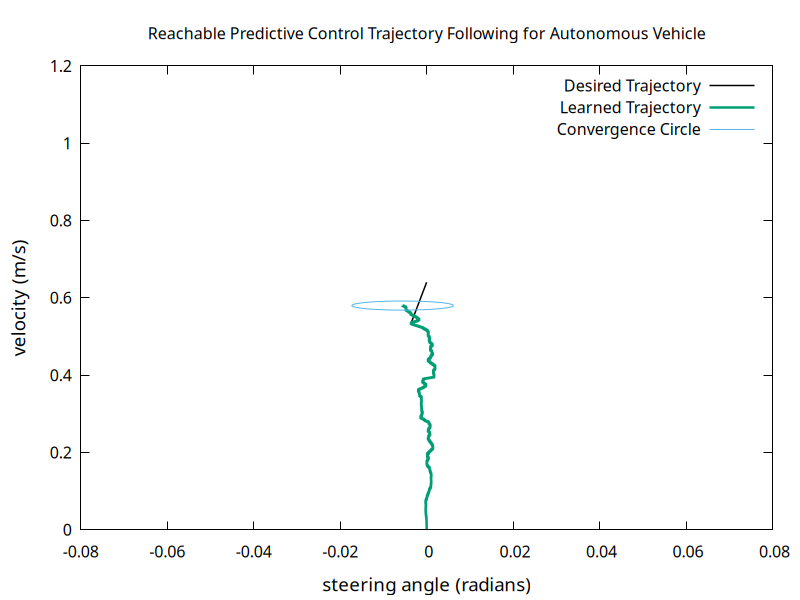 Reachable Predictive Control Trajectory Following for Autonomous Vehicle
Desired Trajectory
Learned Trajectory
Convergence Circle
velocity (m/s)
1.2
1
0.8
0.6
0.4
0.2
0
-0.08 -0.06 -0.04 -0.02 0 0.02 0.04 0.06 0.08
steering angle (radians)